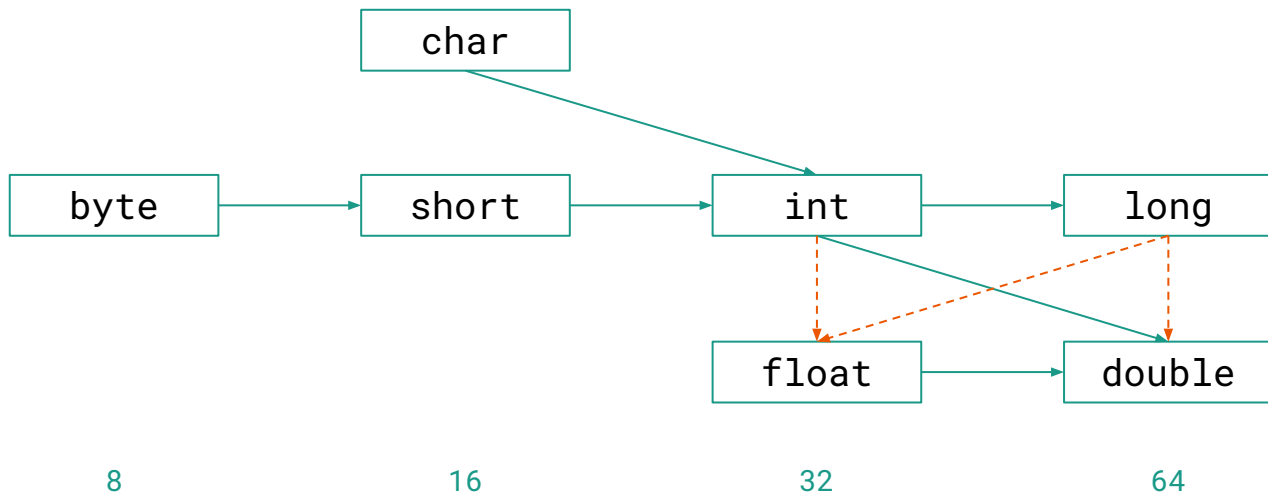 char
byte short int long
float double
8 16 32 64